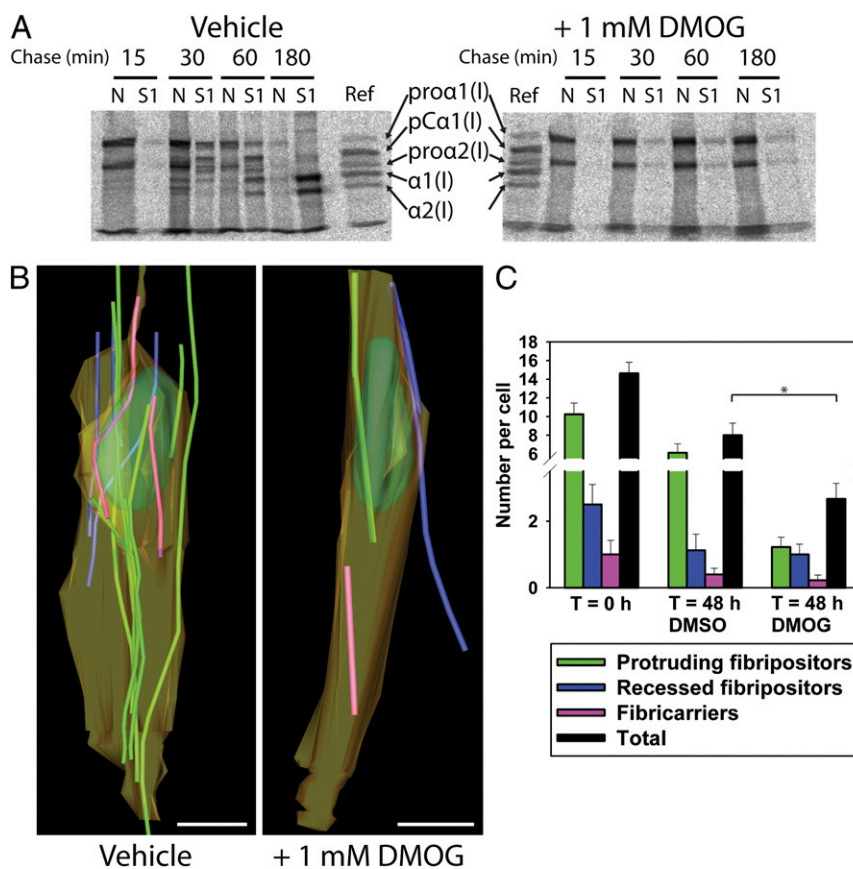 A
Vehicle
Chase (min) 15 30 60 180
N S1 N S1 N S1 N S1 Ref
proα1(I)
pCα1(I)
proα2(I)
α1(I)
α2(I)
+ 1 mM DMOG
Chase (min) 15 30 60 180
Ref N S1 N S1 N S1 N S1
B
Vehicle
+ 1 mM DMOG
C
Number per cell
18
16
14
12
10
8
6
2
0
*
T = 0 h
T = 48 h DMSO
T = 48 h DMOG
Protruding fibripositors
Recessed fibripositors
Fibricarriers
Total